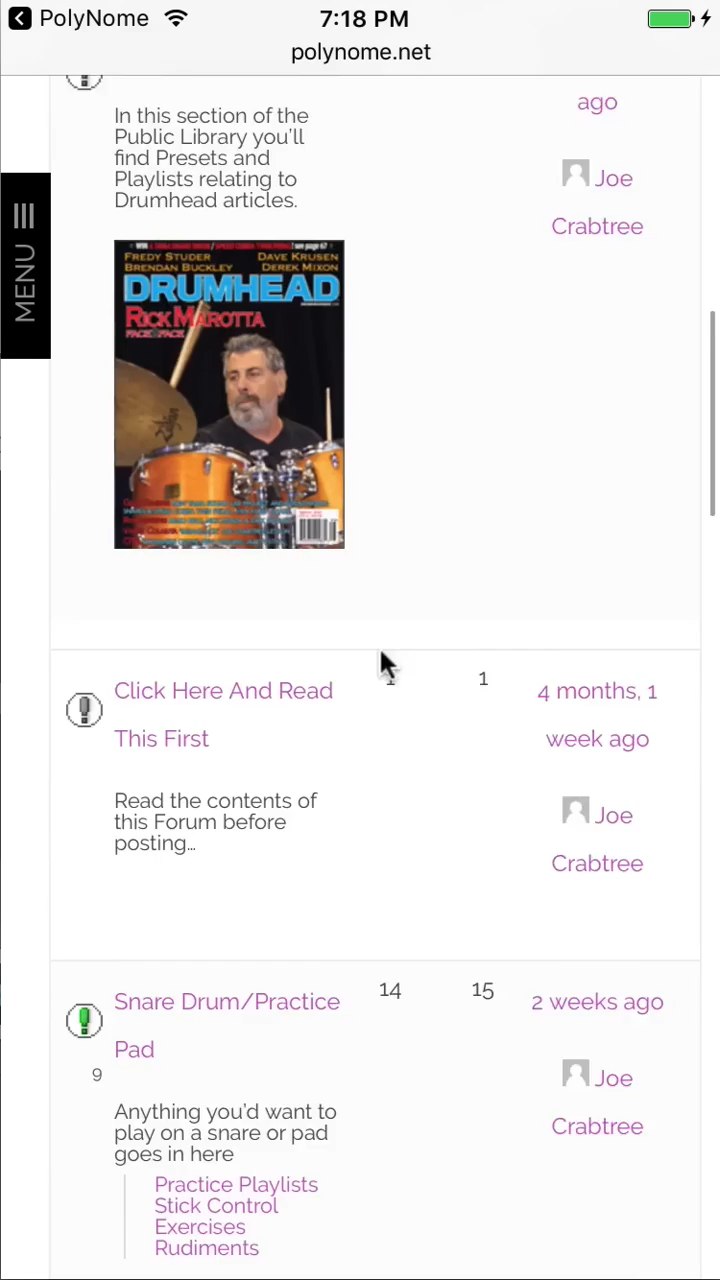 PolyNome
7:18 PM
polynome.net
ago
In this section of the
Public Library you'll
find Presets and
Playlists relating to
Drumhead articles.
Joe
Crabtree
MENU
FREDY STUDER
DAVE KRUSEN
BRENDAN BUCKLEY
DEREK MIXON
DRUMHEAD
RICK MAROTTA
Click Here And Read
This First
1
4 months, 1
week ago
Read the contents of
this Forum before
posting...
Joe
Crabtree
Snare Drum/Practice
Pad
9
14
15
2 weeks ago
Joe
Crabtree
Anything you'd want to
play on a snare or pad
goes in here
Practice Playlists
Stick Control
Exercises
Rudiments